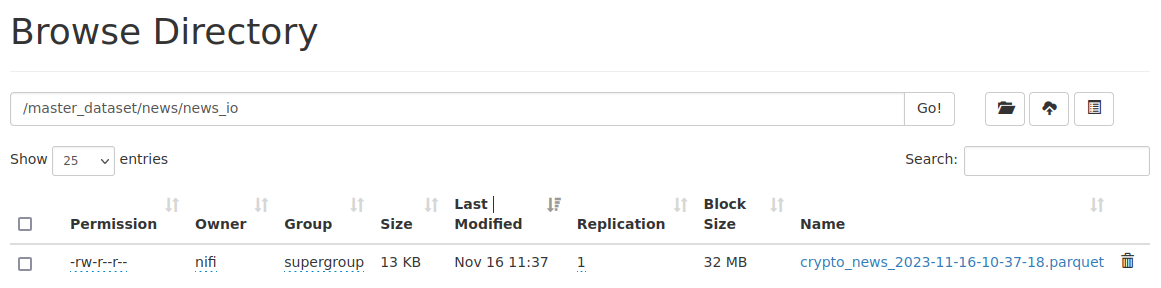 Browse Directory
/master_dataset/news/news_io Go!
Show 25 entries Search:
Permission Owner Group Size Last Modified Replication Block Size Name
-rw-r--r-- nifi supergroup 13 KB Nov 16 11:37 1 32 MB crypto_news_2023-11-16-10-37-18.parquet